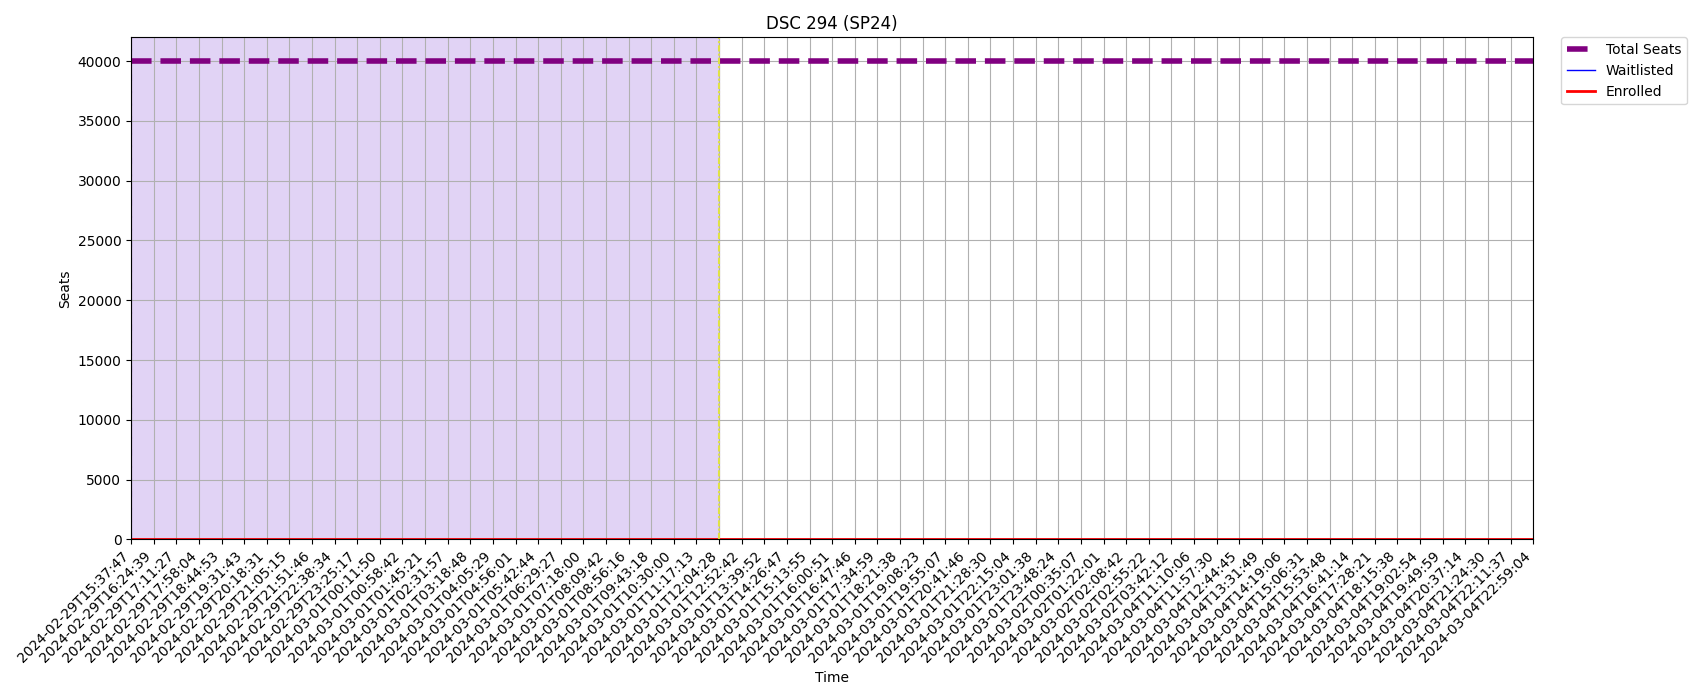 DSC 294 (SP24)
Total Seats
Waitlisted
Enrolled
40000
35000
30000
25000
20000
15000
10000
5000
0
Seats
2024-02-29T15:37:47
2024-02-29T16:24:39
2024-02-29T17:11:27
2024-02-29T17:58:04
2024-02-29T18:44:53
2024-02-29T19:31:43
2024-02-29T20:18:31
2024-02-29T21:05:15
2024-02-29T21:51:46
2024-02-29T22:38:34
2024-02-29T23:25:17
2024-03-01T00:11:50
2024-03-01T00:58:42
2024-03-01T01:45:21
2024-03-01T02:31:57
2024-03-01T03:18:48
2024-03-01T04:05:29
2024-03-01T04:56:01
2024-03-01T05:42:44
2024-03-01T06:29:27
2024-03-01T07:18:00
2024-03-01T08:09:42
2024-03-01T08:56:16
2024-03-01T09:43:18
2024-03-01T10:30:00
2024-03-01T11:17:13
2024-03-01T12:04:28
2024-03-01T12:52:42
2024-03-01T13:39:52
2024-03-01T14:26:47
2024-03-01T15:13:55
2024-03-01T16:00:51
2024-03-01T16:47:46
2024-03-01T17:34:59
2024-03-01T18:21:38
2024-03-01T19:08:23
2024-03-01T19:55:07
2024-03-01T20:41:46
2024-03-01T21:28:30
2024-03-01T22:15:04
2024-03-01T23:01:38
2024-03-01T23:48:24
2024-03-02T00:35:07
2024-03-02T01:22:01
2024-03-02T02:08:42
2024-03-02T02:55:22
2024-03-02T03:42:12
2024-03-04T11:10:06
2024-03-04T11:57:30
2024-03-04T12:44:45
2024-03-04T13:31:49
2024-03-04T14:19:06
2024-03-04T15:06:31
2024-03-04T15:53:48
2024-03-04T16:41:14
2024-03-04T17:28:21
2024-03-04T18:15:38
2024-03-04T19:02:54
2024-03-04T19:49:59
2024-03-04T20:37:14
2024-03-04T21:24:30
2024-03-04T22:11:37
2024-03-04T22:59:04
Time